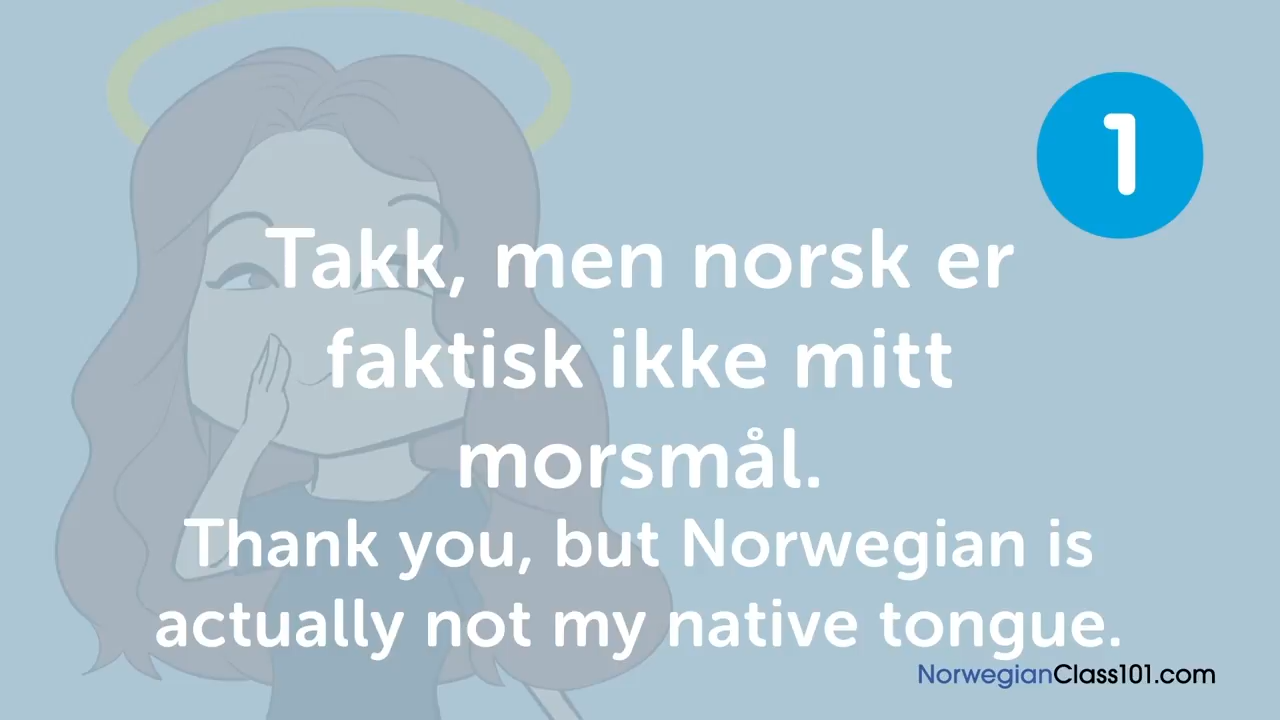 1
Takk, men norsk er
faktisk ikke mitt
morsmål.
Thank you, but Norwegian is
actually not my native tongue.
NorwegianClass101.com